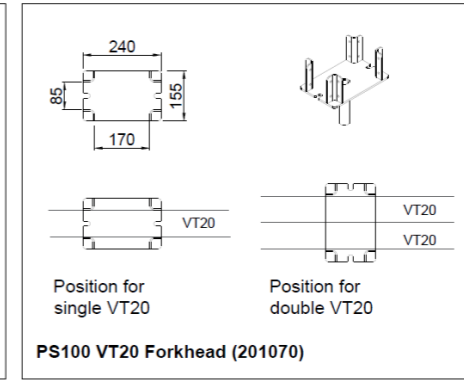 240
85
155
170
VT20
VT20
VT20
Position for
single VT20
Position for
double VT20
PS100 VT20 Forkhead (201070)